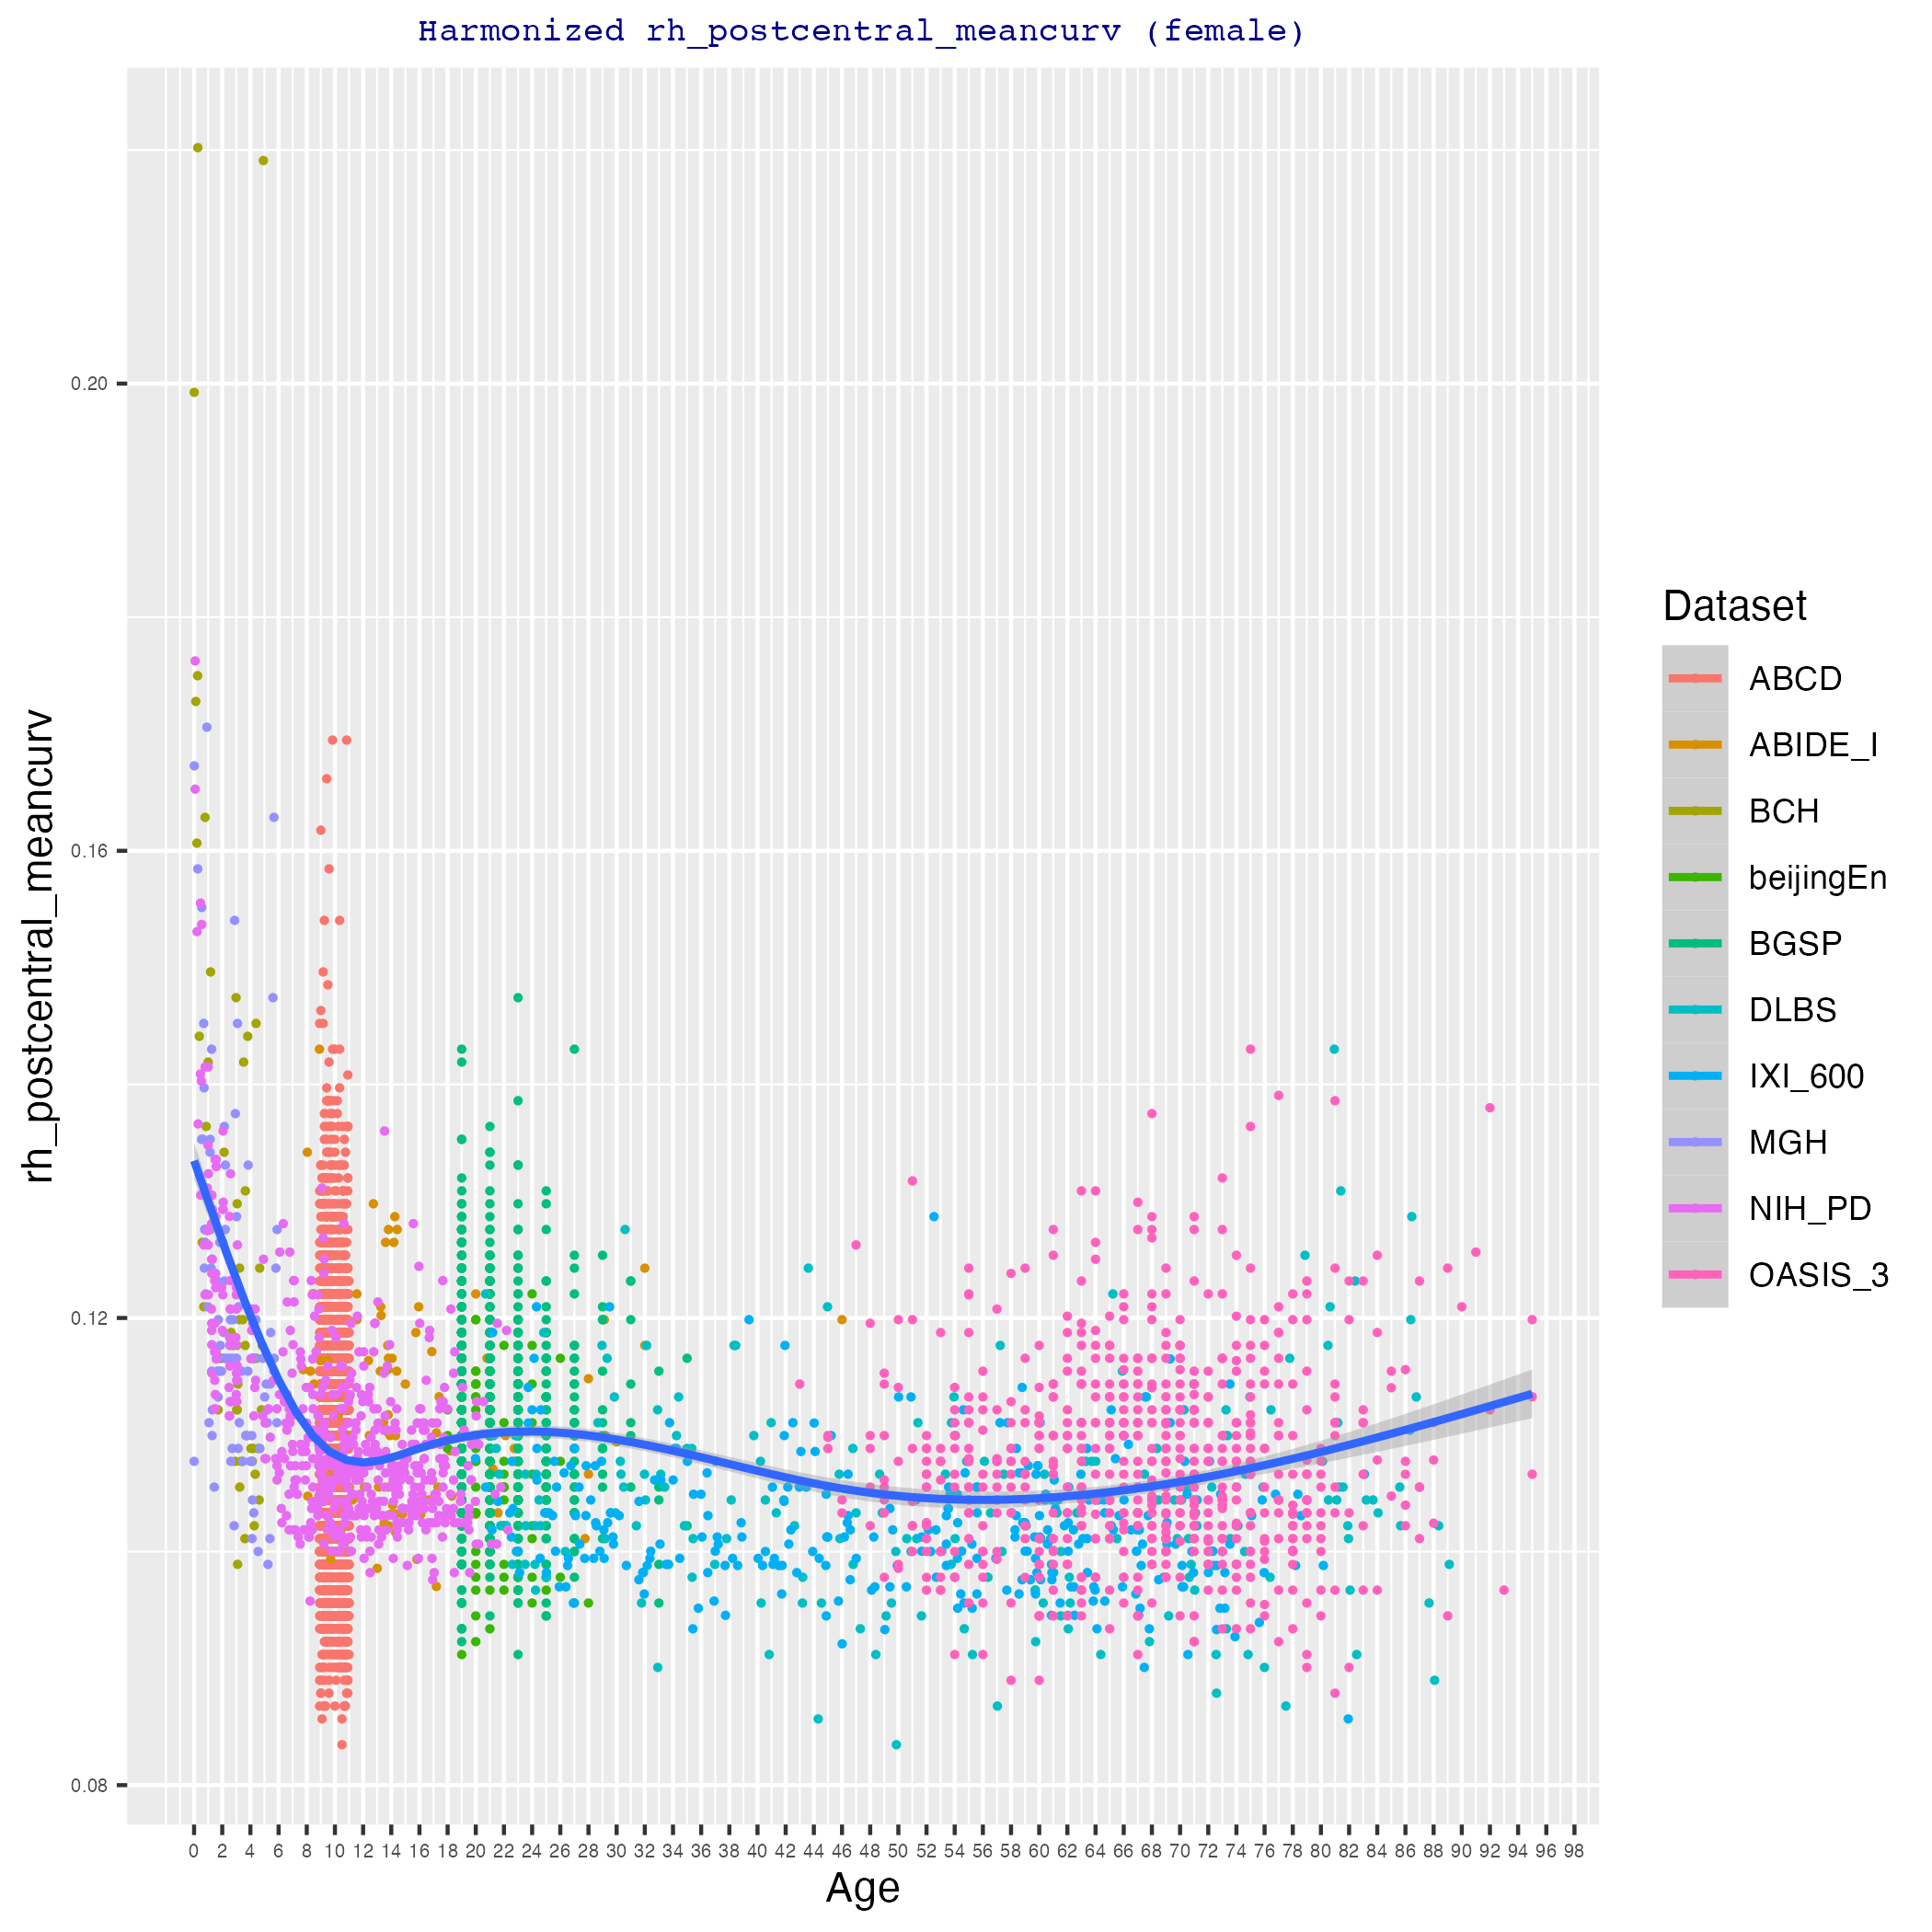 Harmonized rh_postcentral_meancurv (female)
rh_postcentral_meancurv
0.20
0.16
0.12
0.08
0 2 4 6 8 10 12 14 16 18 20 22 24 26 28 30 32 34 36 38 40 42 44 46 48 50 52 54 56 58 60 62 64 66 68 70 72 74 76 78 80 82 84 86 88 90 92 94 96 98
Age
Dataset
ABCD
ABIDE_I
BCH
beijingEn
BGSP
DLBS
IXI_600
MGH
NIH_PD
OASIS_3